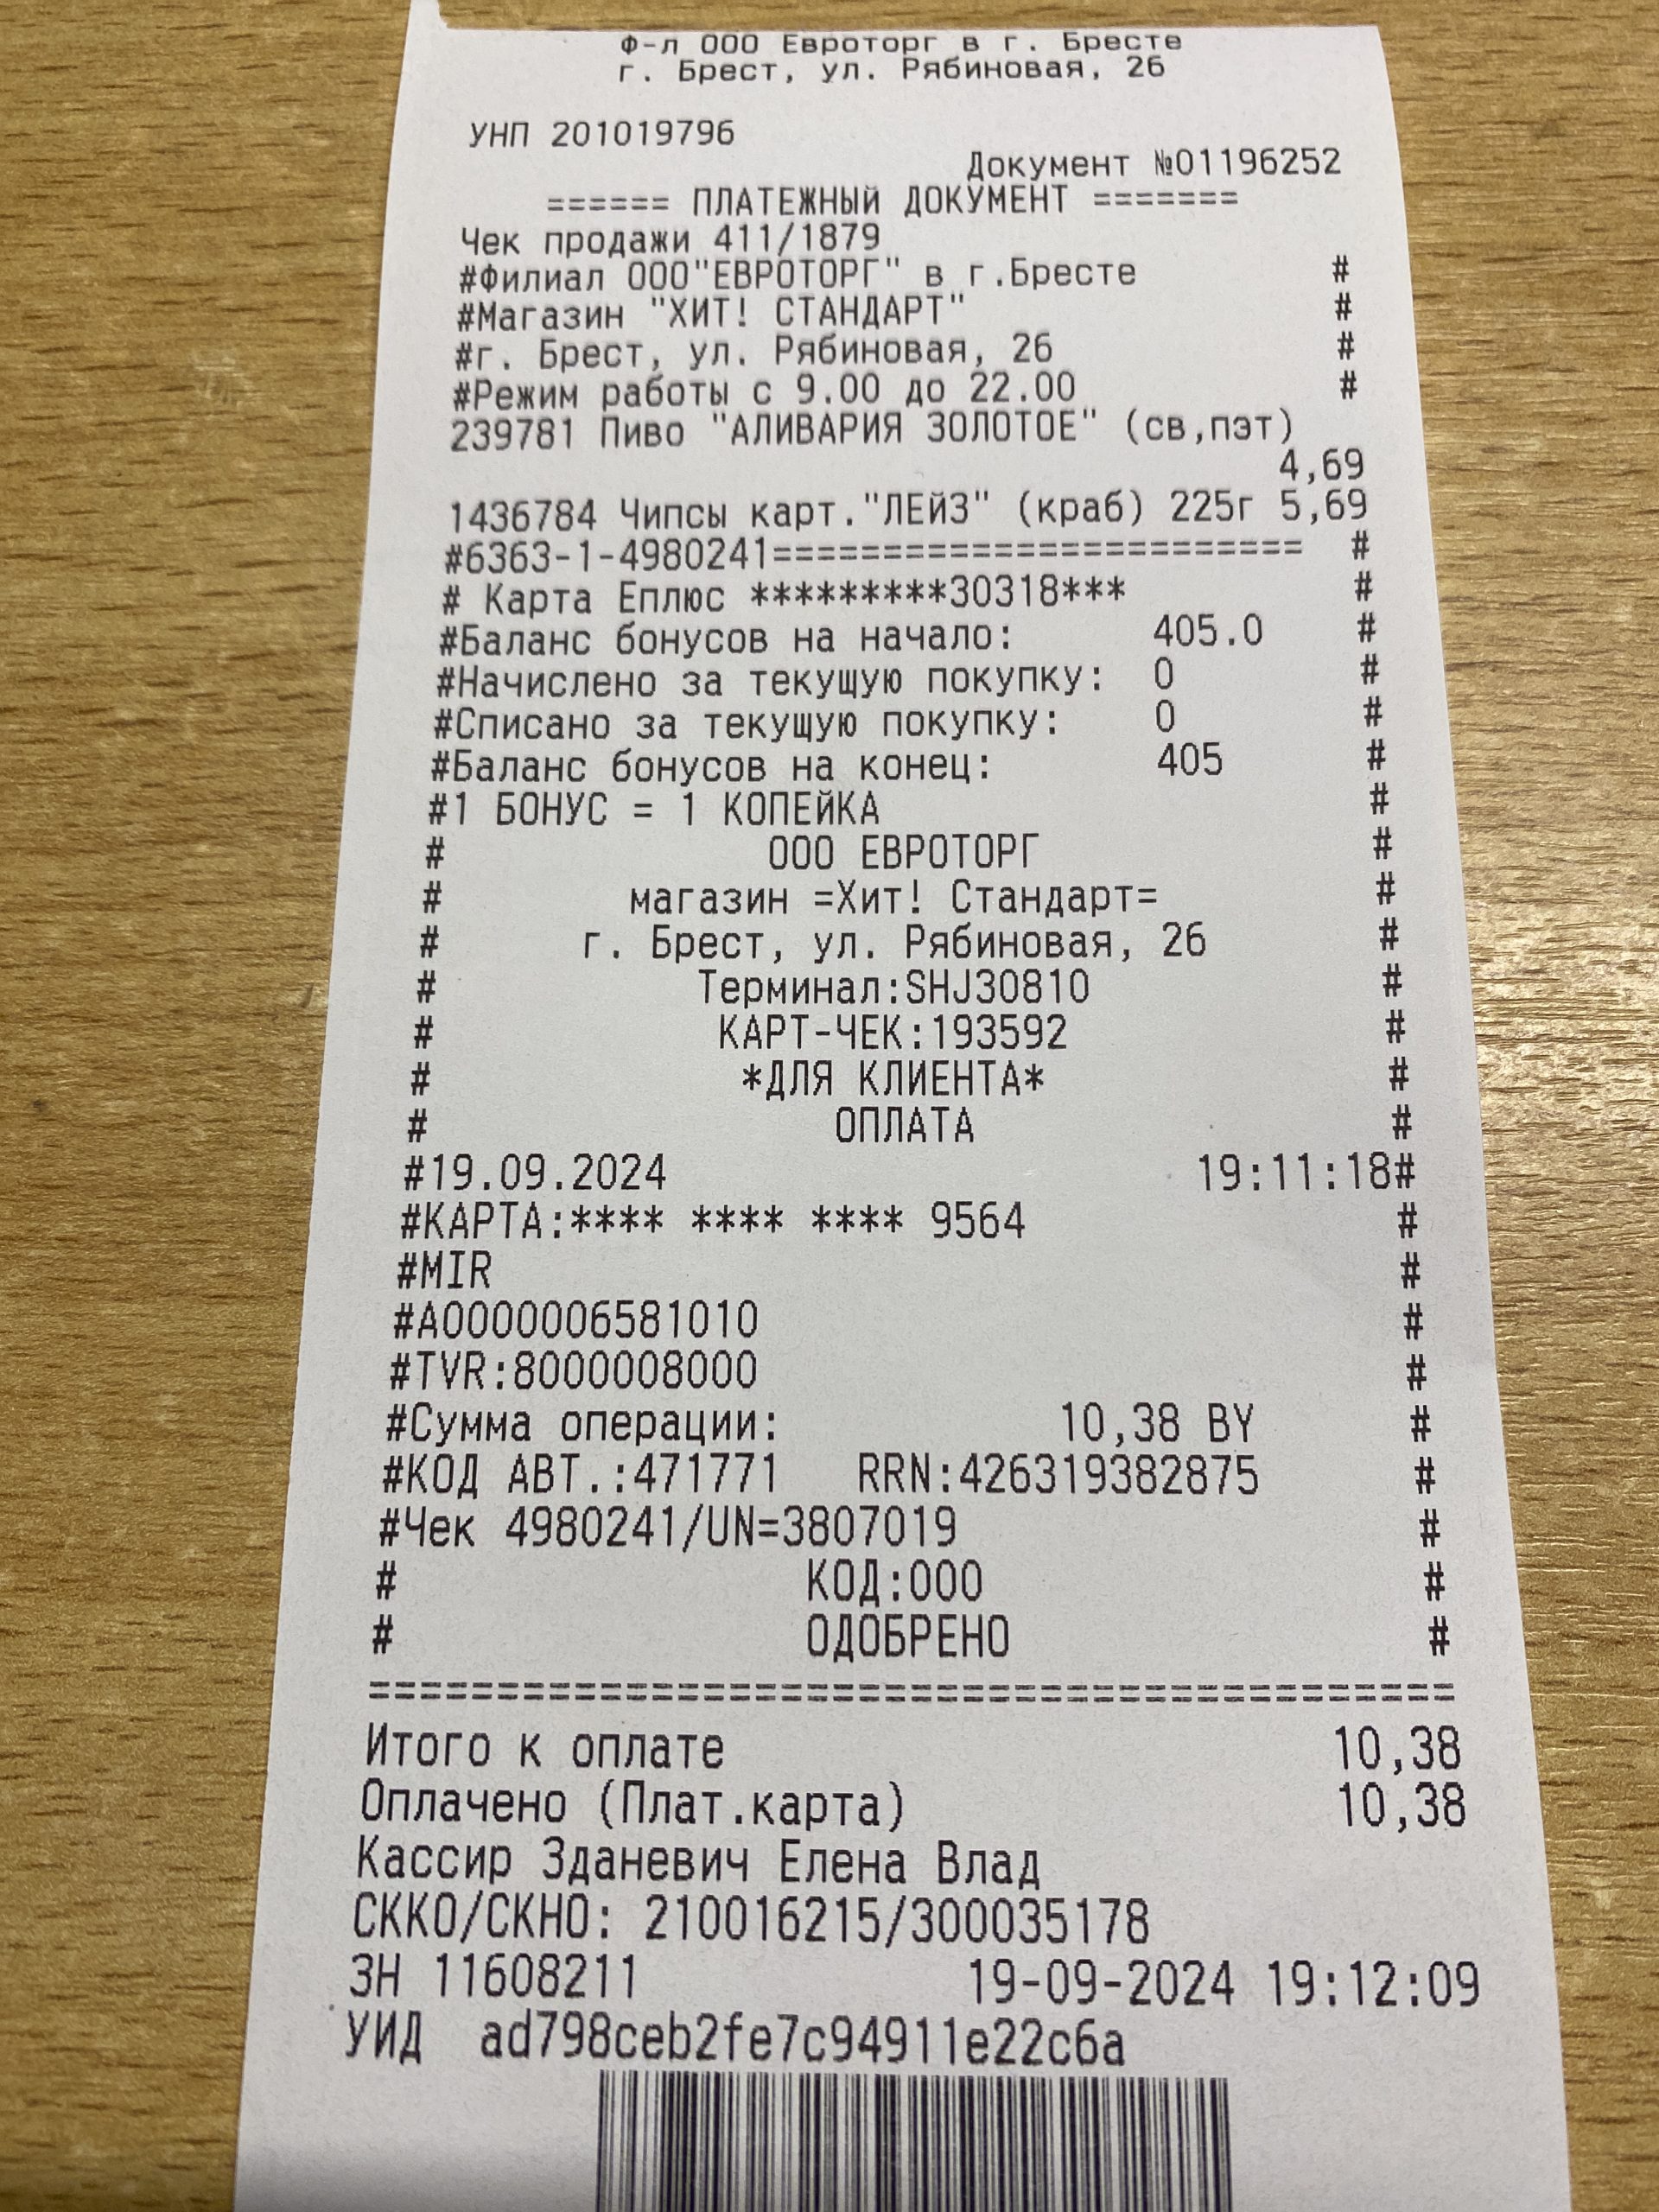 Ф-л ООО Евроторг в г. Бресте
г. Брест, ул. Рябиновая, 26
УНП 201019796
Документ №01196252
====== ПЛАТЕЖНЫЙ ДОКУМЕНТ =======
Чек продажи 411/1879
#Филиал ООО"ЕВРОТОРГ" в г.Бресте #
#Магазин "ХИТ! СТАНДАРТ" #
#г. Брест, ул. Рябиновая, 26 #
#Режим работы с 9.00 до 22.00 #
239781 Пиво "АЛИВАРИЯ ЗОЛОТОЕ" (св,пэт)
4,69
1436784 Чипсы карт."ЛЕЙЗ" (краб) 225г 5,69
#6363-1-4980241========================= #
# Карта Еплюс *********30318*** #
#Баланс бонусов на начало: 405.0 #
#Начислено за текущую покупку: 0 #
#Списано за текущую покупку: 0 #
#Баланс бонусов на конец: 405 #
#1 БОНУС = 1 КОПЕЙКА #
# ООО ЕВРОТОРГ #
# магазин =Хит! Стандарт= #
# г. Брест, ул. Рябиновая, 26 #
# Терминал:SHJ30810 #
# КАРТ-ЧЕК:193592 #
# *ДЛЯ КЛИЕНТА* #
# ОПЛАТА #
#19.09.2024 19:11:18#
#КАРТА:**** **** **** 9564 #
#MIR #
#A0000006581010 #
#TVR:8000008000 #
#Сумма операции: 10,38 BY #
#КОД АВТ.:471771 RRN:426319382875 #
#Чек 4980241/UN=3807019 #
# КОД:000 #
# ОДОБРЕНО #
==========================================
Итого к оплате 10,38
Оплачено (Плат.карта) 10,38
Кассир Зданевич Елена Влад
СККО/СКНО: 210016215/300035178
ЗН 11608211 19-09-2024 19:12:09
УИД ad798ceb2fe7c94911e22c6a